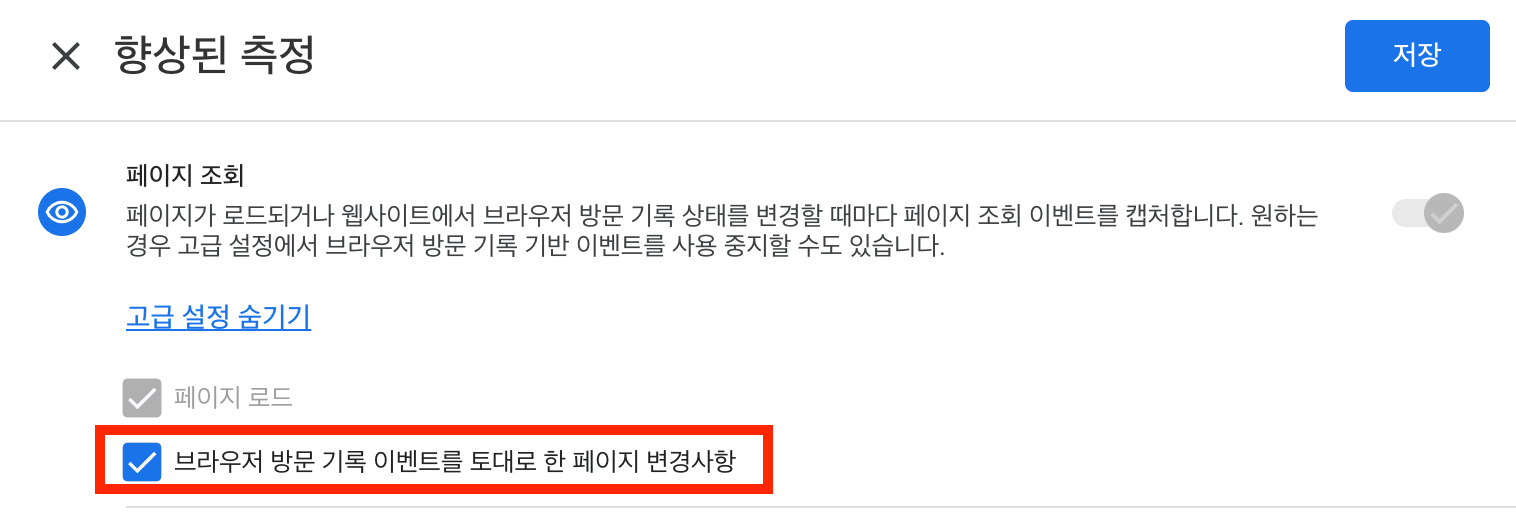 향상된 측정
저장
페이지 조회
페이지가 로드되거나 웹사이트에서 브라우저 방문 기록 상태를 변경할 때마다 페이지 조회 이벤트를 캡처합니다. 원하는
경우 고급 설정에서 브라우저 방문 기록 기반 이벤트를 사용 중지할 수도 있습니다.
고급 설정 숨기기
페이지 로드
브라우저 방문 기록 이벤트를 토대로 한 페이지 변경사항